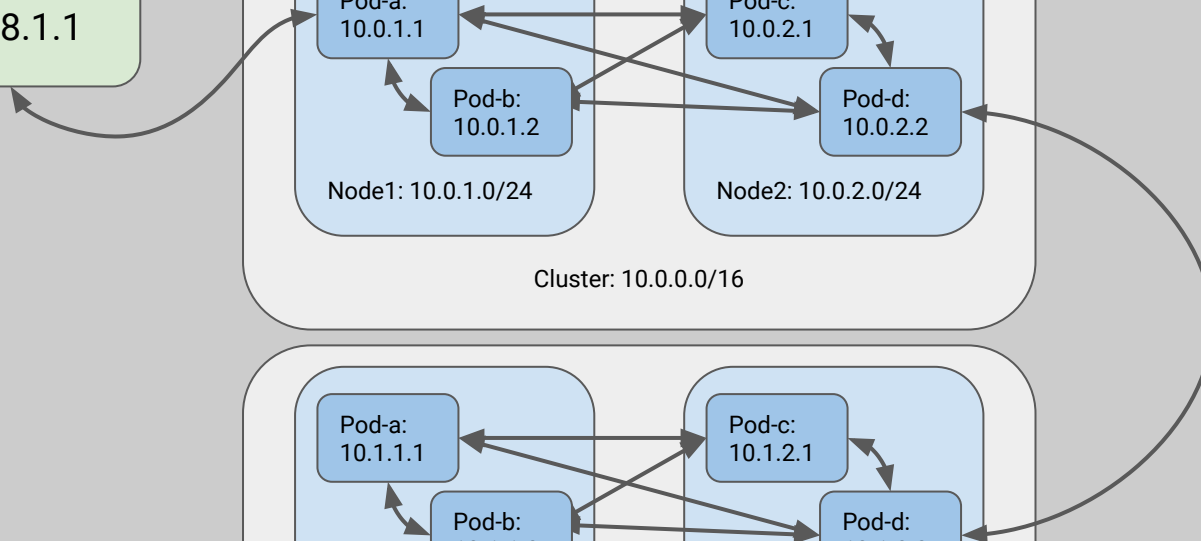 8.1.1
Pod-a:
10.0.1.1
Pod-c:
10.0.2.1
Pod-b:
10.0.1.2
Pod-d:
10.0.2.2
Node1: 10.0.1.0/24
Node2: 10.0.2.0/24
Cluster: 10.0.0.0/16
Pod-a:
10.1.1.1
Pod-c:
10.1.2.1
Pod-b:
Pod-d: